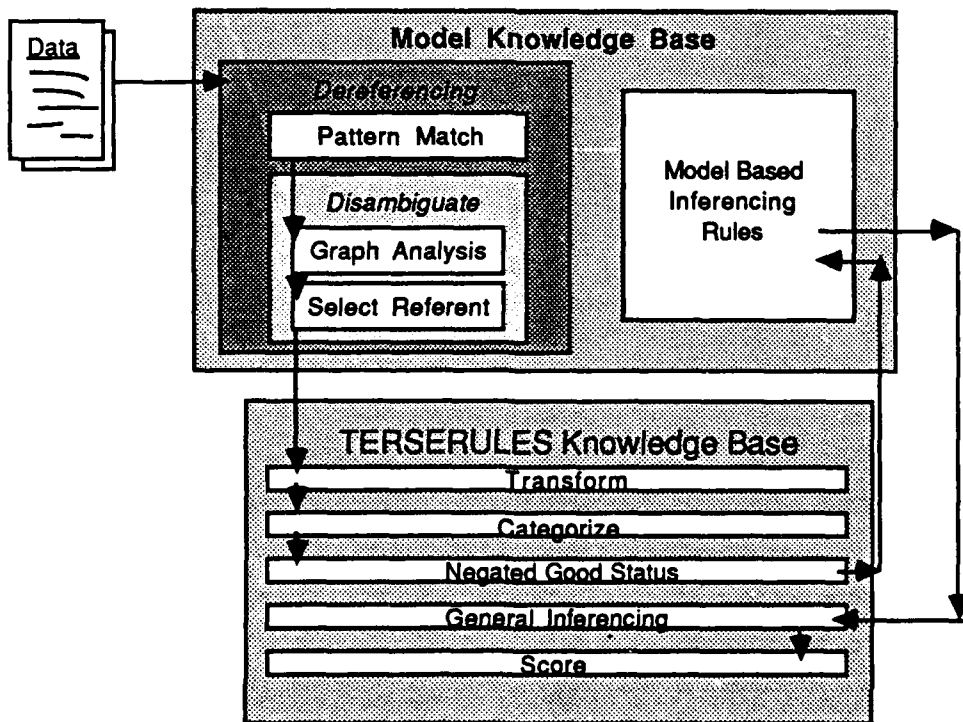 Data
Model Knowledge Base
Dereferencing
Pattern Match
Disambiguate
Graph Analysis
Select Referent
Model Based
Inferencing
Rules
TERSERULES Knowledge Base
Transform
Categorize
Negated Good Status
General Inferencing
Score